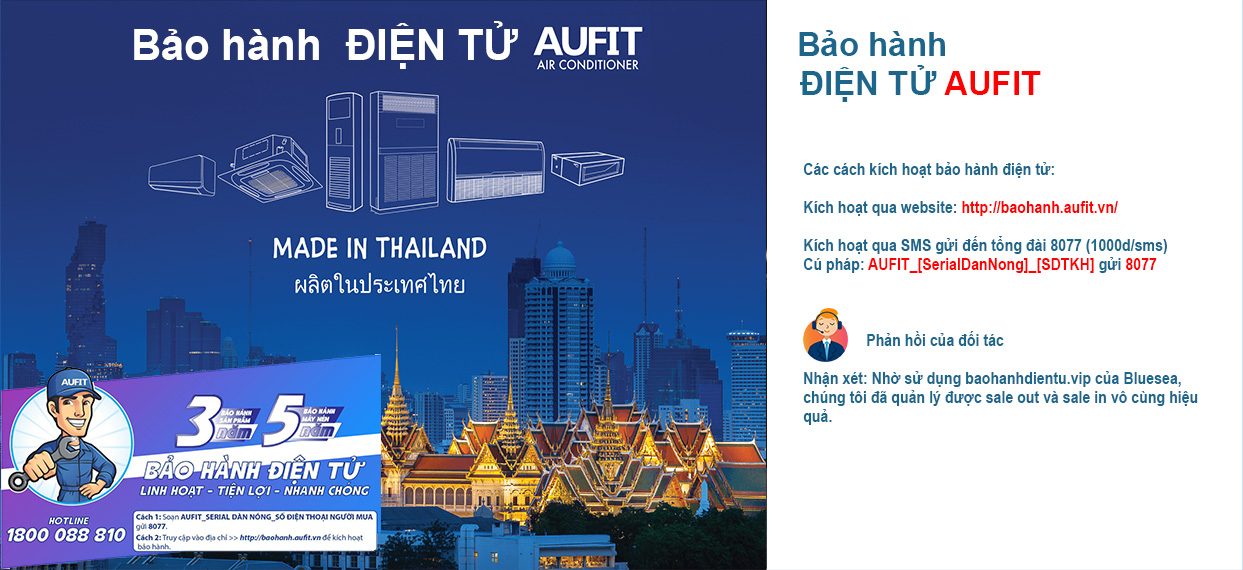 Bảo hành ĐIỆN TỬ AUFIT
AIR CONDITIONER
MADE IN THAILAND
ผลิตในประเทศไทย
AUFIT
3 năm BẢO HÀNH SẢN PHẨM 5 năm BẢO HÀNH MÁY NÉN
BẢO HÀNH ĐIỆN TỬ
LINH HOẠT - TIỆN LỢI - NHANH CHÓNG
HOTLINE
1800 088 810
Cách 1: Soạn AUFIT_SERIAL DÀN NÓNG_SỐ ĐIỆN THOẠI NGƯỜI MUA
gửi 8077.
Cách 2: Truy cập vào địa chỉ >> http://baohanh.aufit.vn để kích hoạt
bảo hành.
Bảo hành
ĐIỆN TỬ AUFIT
Các cách kích hoạt bảo hành điện tử:
Kích hoạt qua website: http://baohanh.aufit.vn/
Kích hoạt qua SMS gửi đến tổng đài 8077 (1000d/sms)
Cú pháp: AUFIT_[SerialDanNong]_[SDTKH] gửi 8077
Phản hồi của đối tác
Nhận xét: Nhờ sử dụng baohanhdientu.vip của Bluesea,
chúng tôi đã quản lý được sale out và sale in vô cùng hiệu
quả.